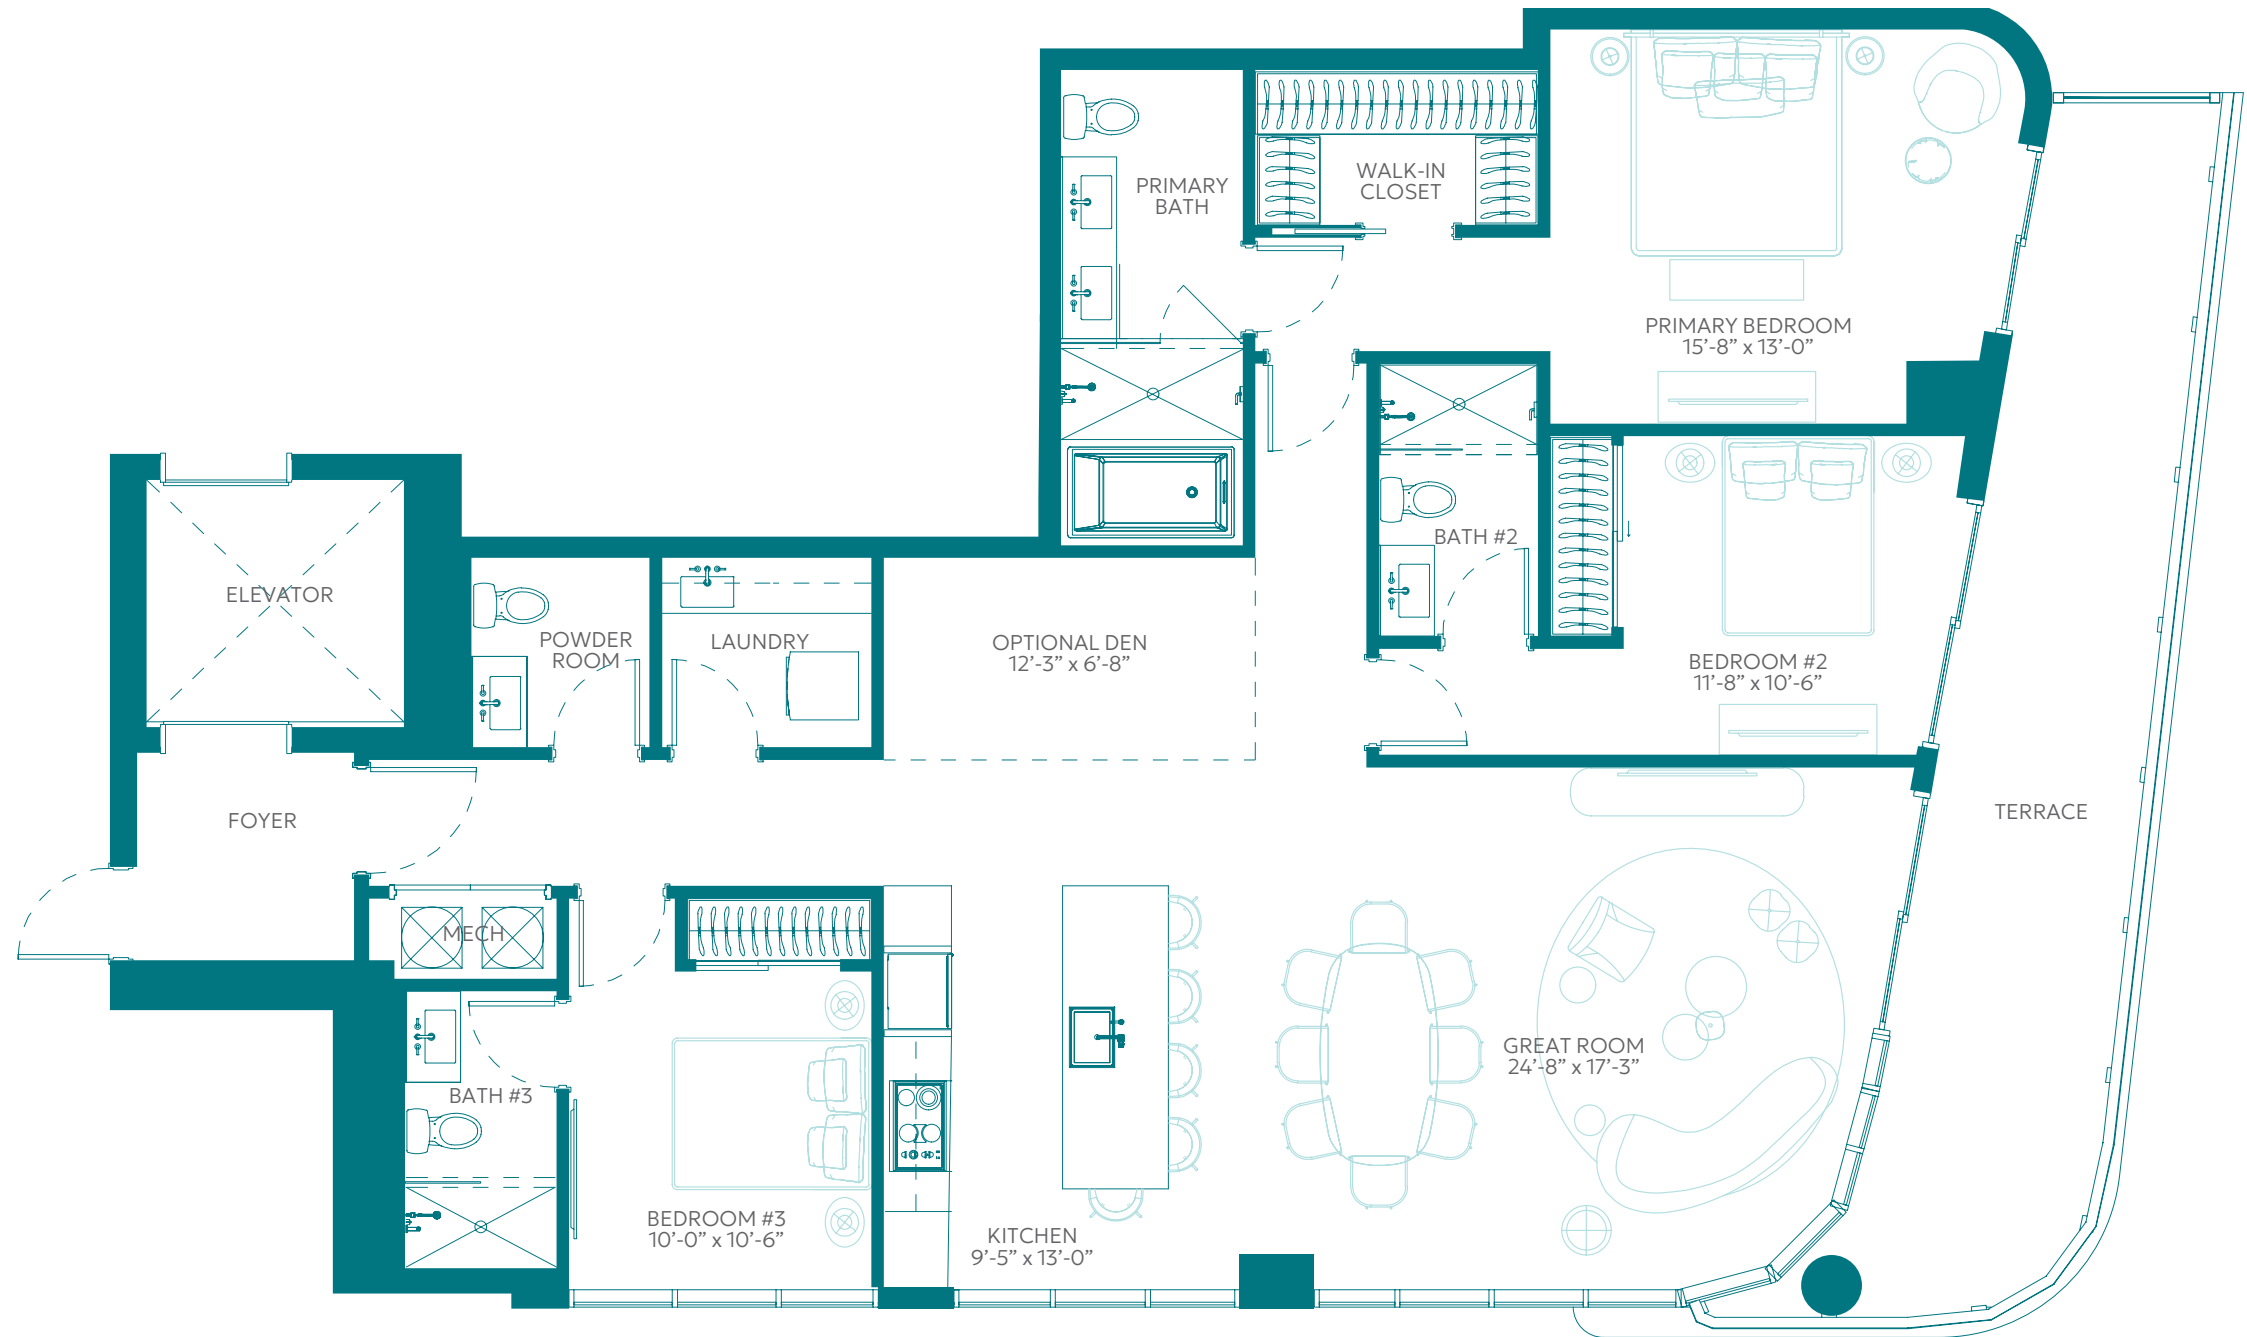 PRIMARY
BATH
WALK-IN
CLOSET
PRIMARY BEDROOM
15’-8” x 13’-0”
BATH #2
ELEVATOR
POWDER
ROOM
LAUNDRY
OPTIONAL DEN
12’-3” x 6’-8”
BEDROOM #2
11’-8” x 10’-6”
FOYER
TERRACE
MECH
GREAT ROOM
24’-8” x 17’-3”
BATH #3
BEDROOM #3
10’-0” x 10’-6”
KITCHEN
9’-5” x 13’-0”